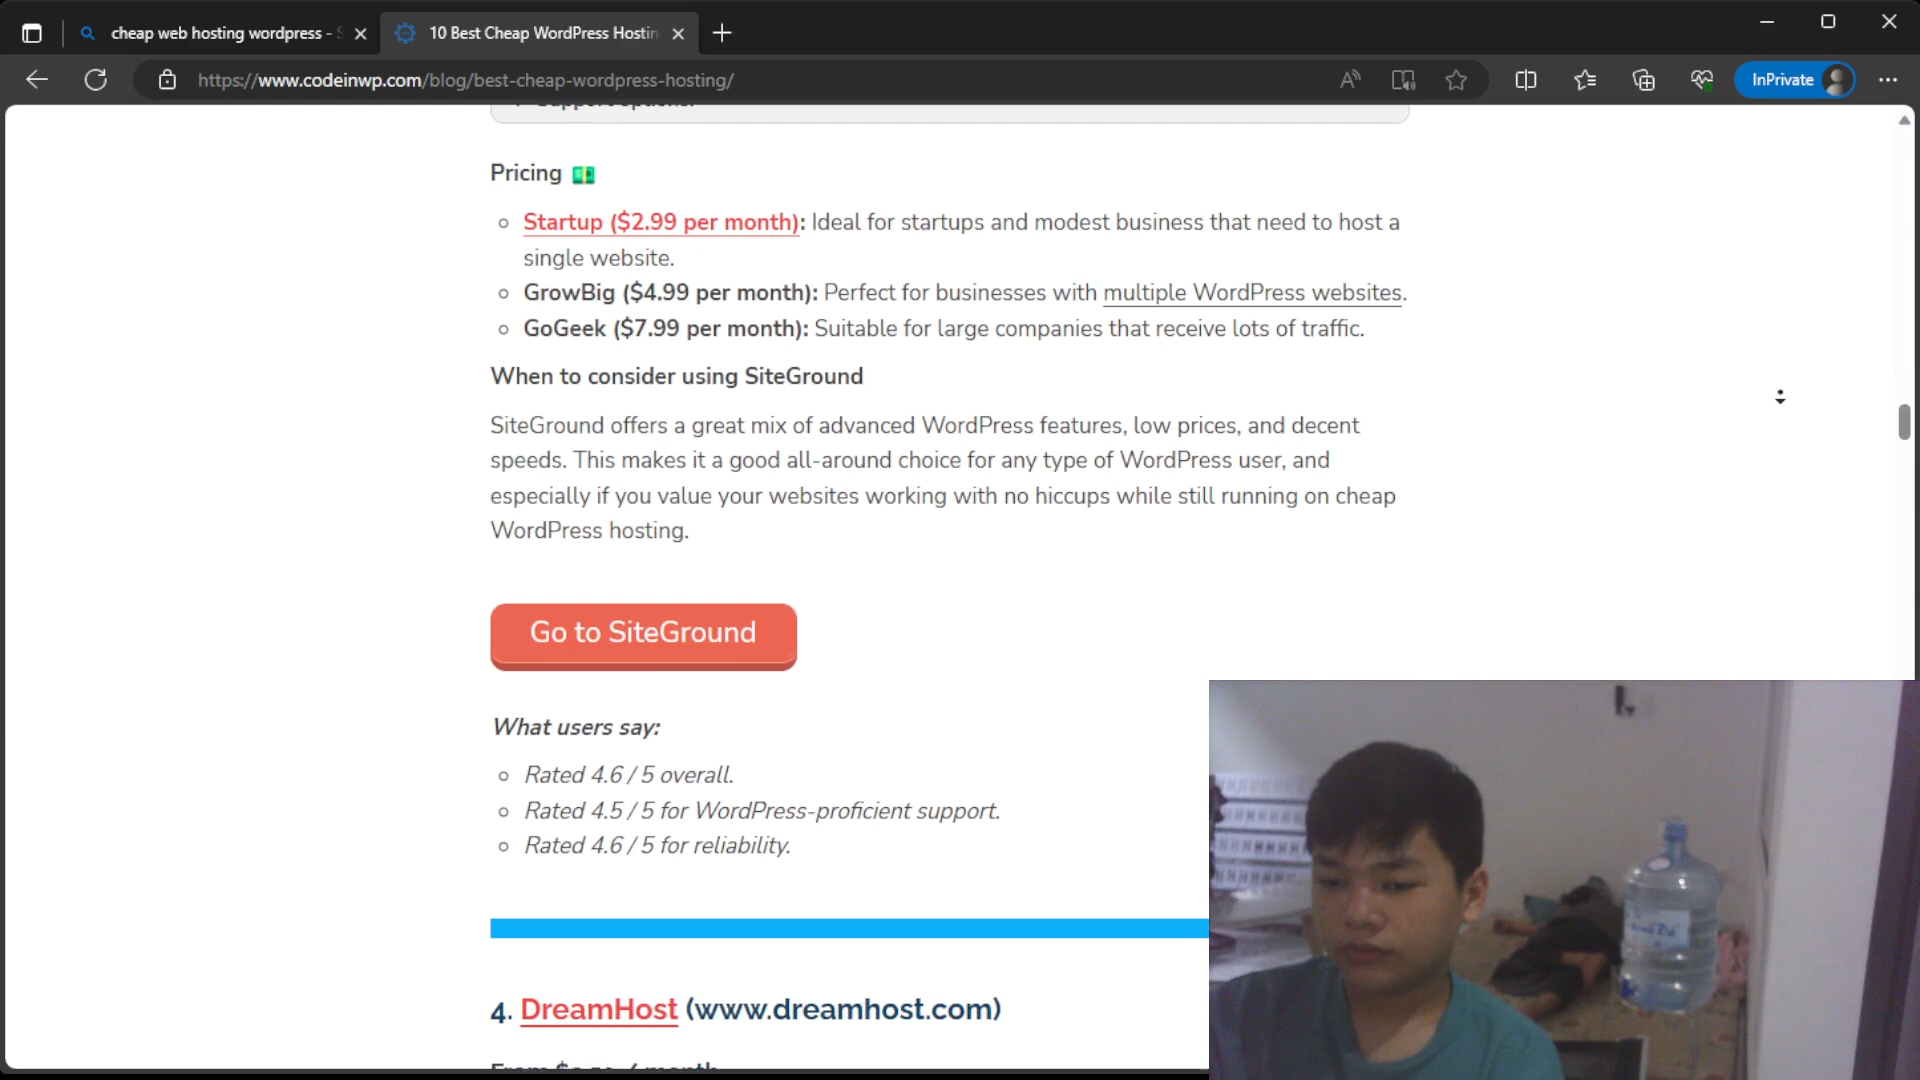 cheap web hosting wordpress -
10 Best Cheap WordPress Hostin
https://www.codeinwp.com/blog/best-cheap-wordpress-hosting/
InPrivate
Support options:
Pricing
Startup ($2.99 per month): Ideal for startups and modest business that need to host a
single website.
GrowBig ($4.99 per month): Perfect for businesses with multiple WordPress websites.
GoGeek ($7.99 per month): Suitable for large companies that receive lots of traffic.
When to consider using SiteGround
SiteGround offers a great mix of advanced WordPress features, low prices, and decent
speeds. This makes it a good all-around choice for any type of WordPress user, and
especially if you value your websites working with no hiccups while still running on cheap
WordPress hosting.
Go to SiteGround
What users say:
Rated 4.6 / 5 overall.
Rated 4.5 / 5 for WordPress-proficient support.
Rated 4.6 / 5 for reliability.
4. DreamHost (www.dreamhost.com)